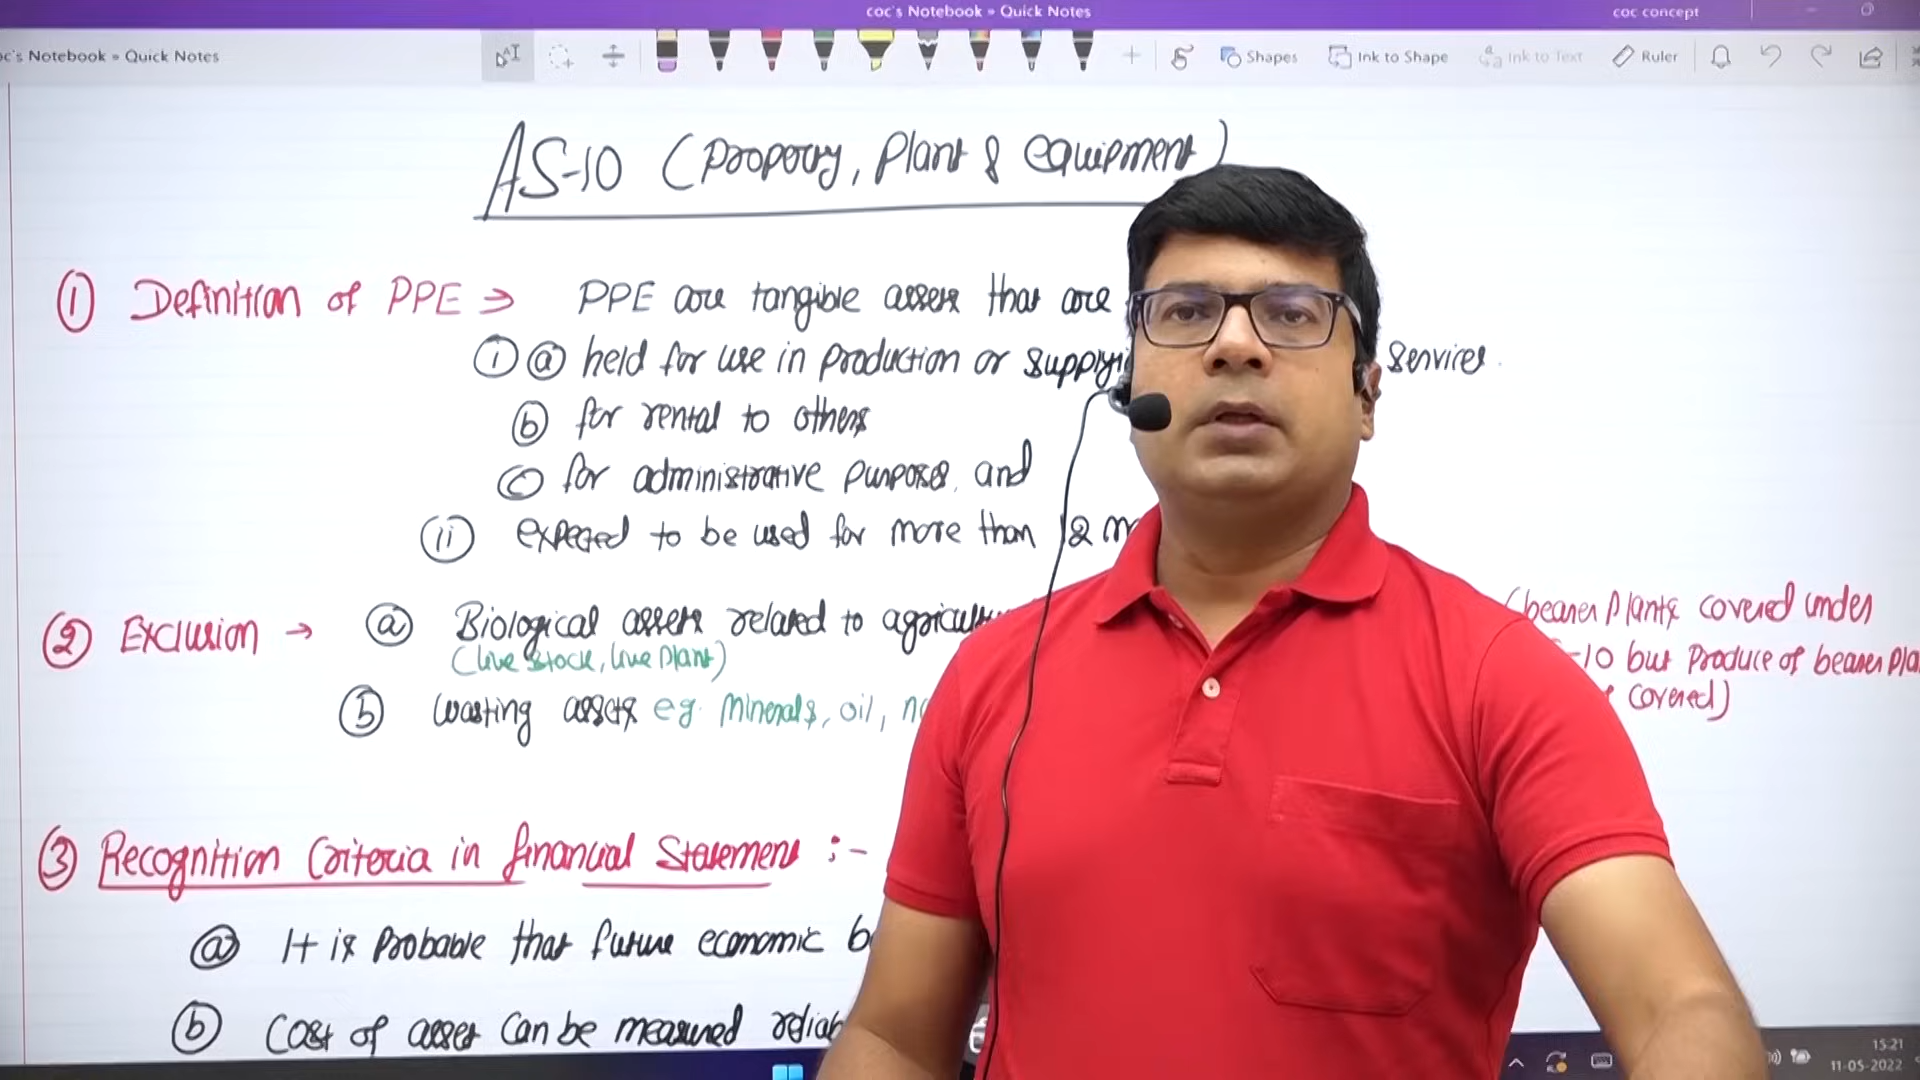 coc's Notebook » Quick Notes
coc concept
c's Notebook » Quick Notes
Shapes
Ink to Shape
Ink to Text
Ruler
AS-10 (Property, Plant & equipment)
① Definition of PPE ⇒ PPE are tangible assets that are
ⓘ ⓐ held for use in production or supplyi services.
ⓑ for rental to others
ⓒ for administrative purposes and
ⅱ expected to be used for more than 12 m
② Exclusion → ⓐ Biological assets related to agricultu (bearer plants covered under
(live stock, live plant) -10 but produce of bearer pla
covered)
ⓑ wasting assets eg. minerals, oil, na
③ Recognition Criteria in financial Statement :-
ⓐ It is probable that future economic b
ⓑ Cost of asset can be measured reliab
15:21
11-05-2022